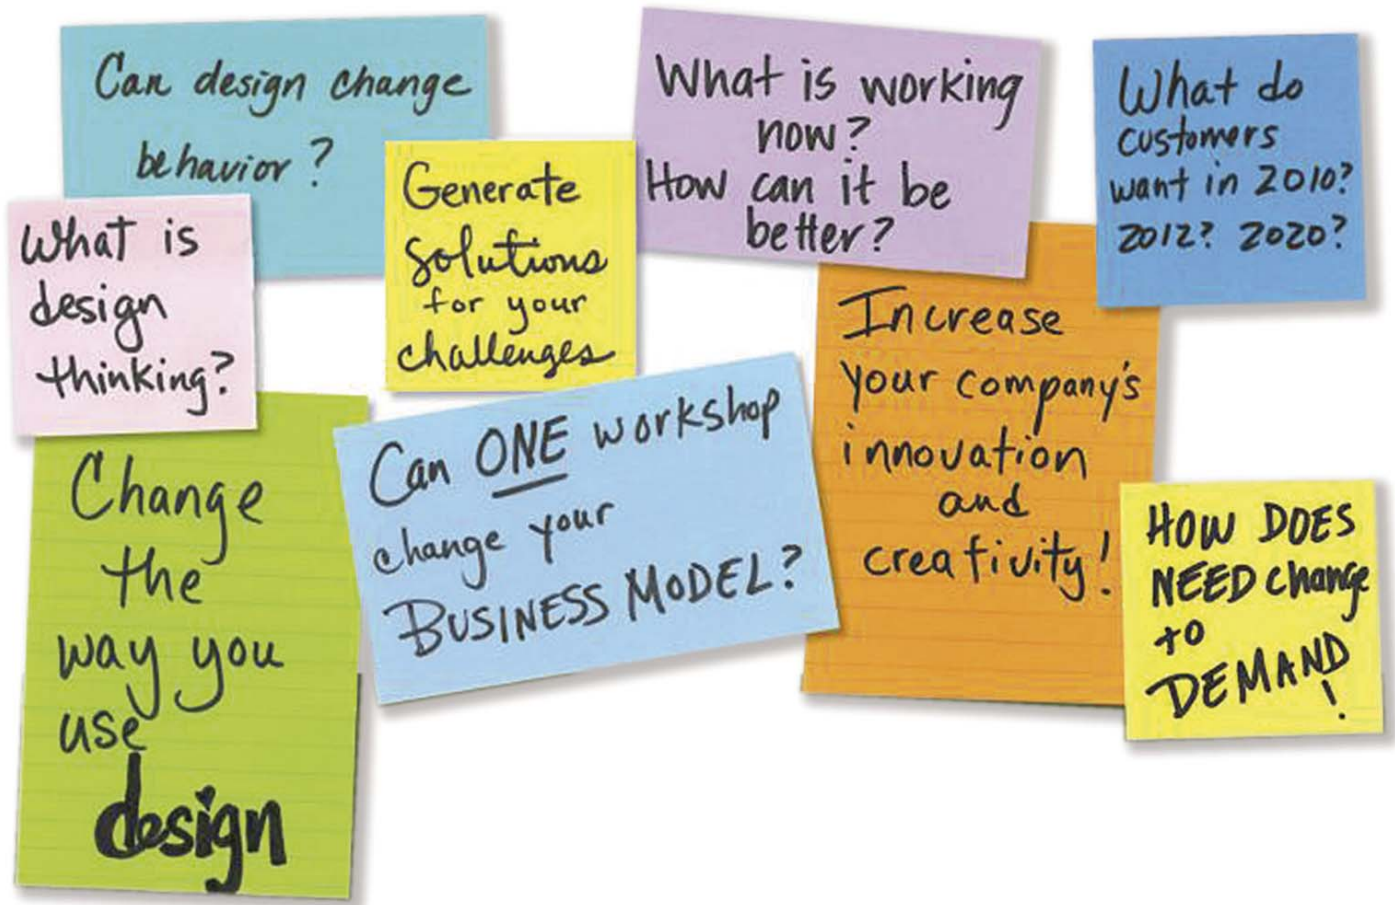 Can design change
behavior?
What is working
now?
How can it be
better?
What do
customers
want in 2010?
2012? 2020?
Generate
solutions
for your
challenges
What is
design
thinking?
Increase
your company's
innovation
and
creativity!
Can ONE workshop
change your
BUSINESS MODEL?
Change
the
way you
use
design
HOW DOES
NEED change
to
DEMAND!